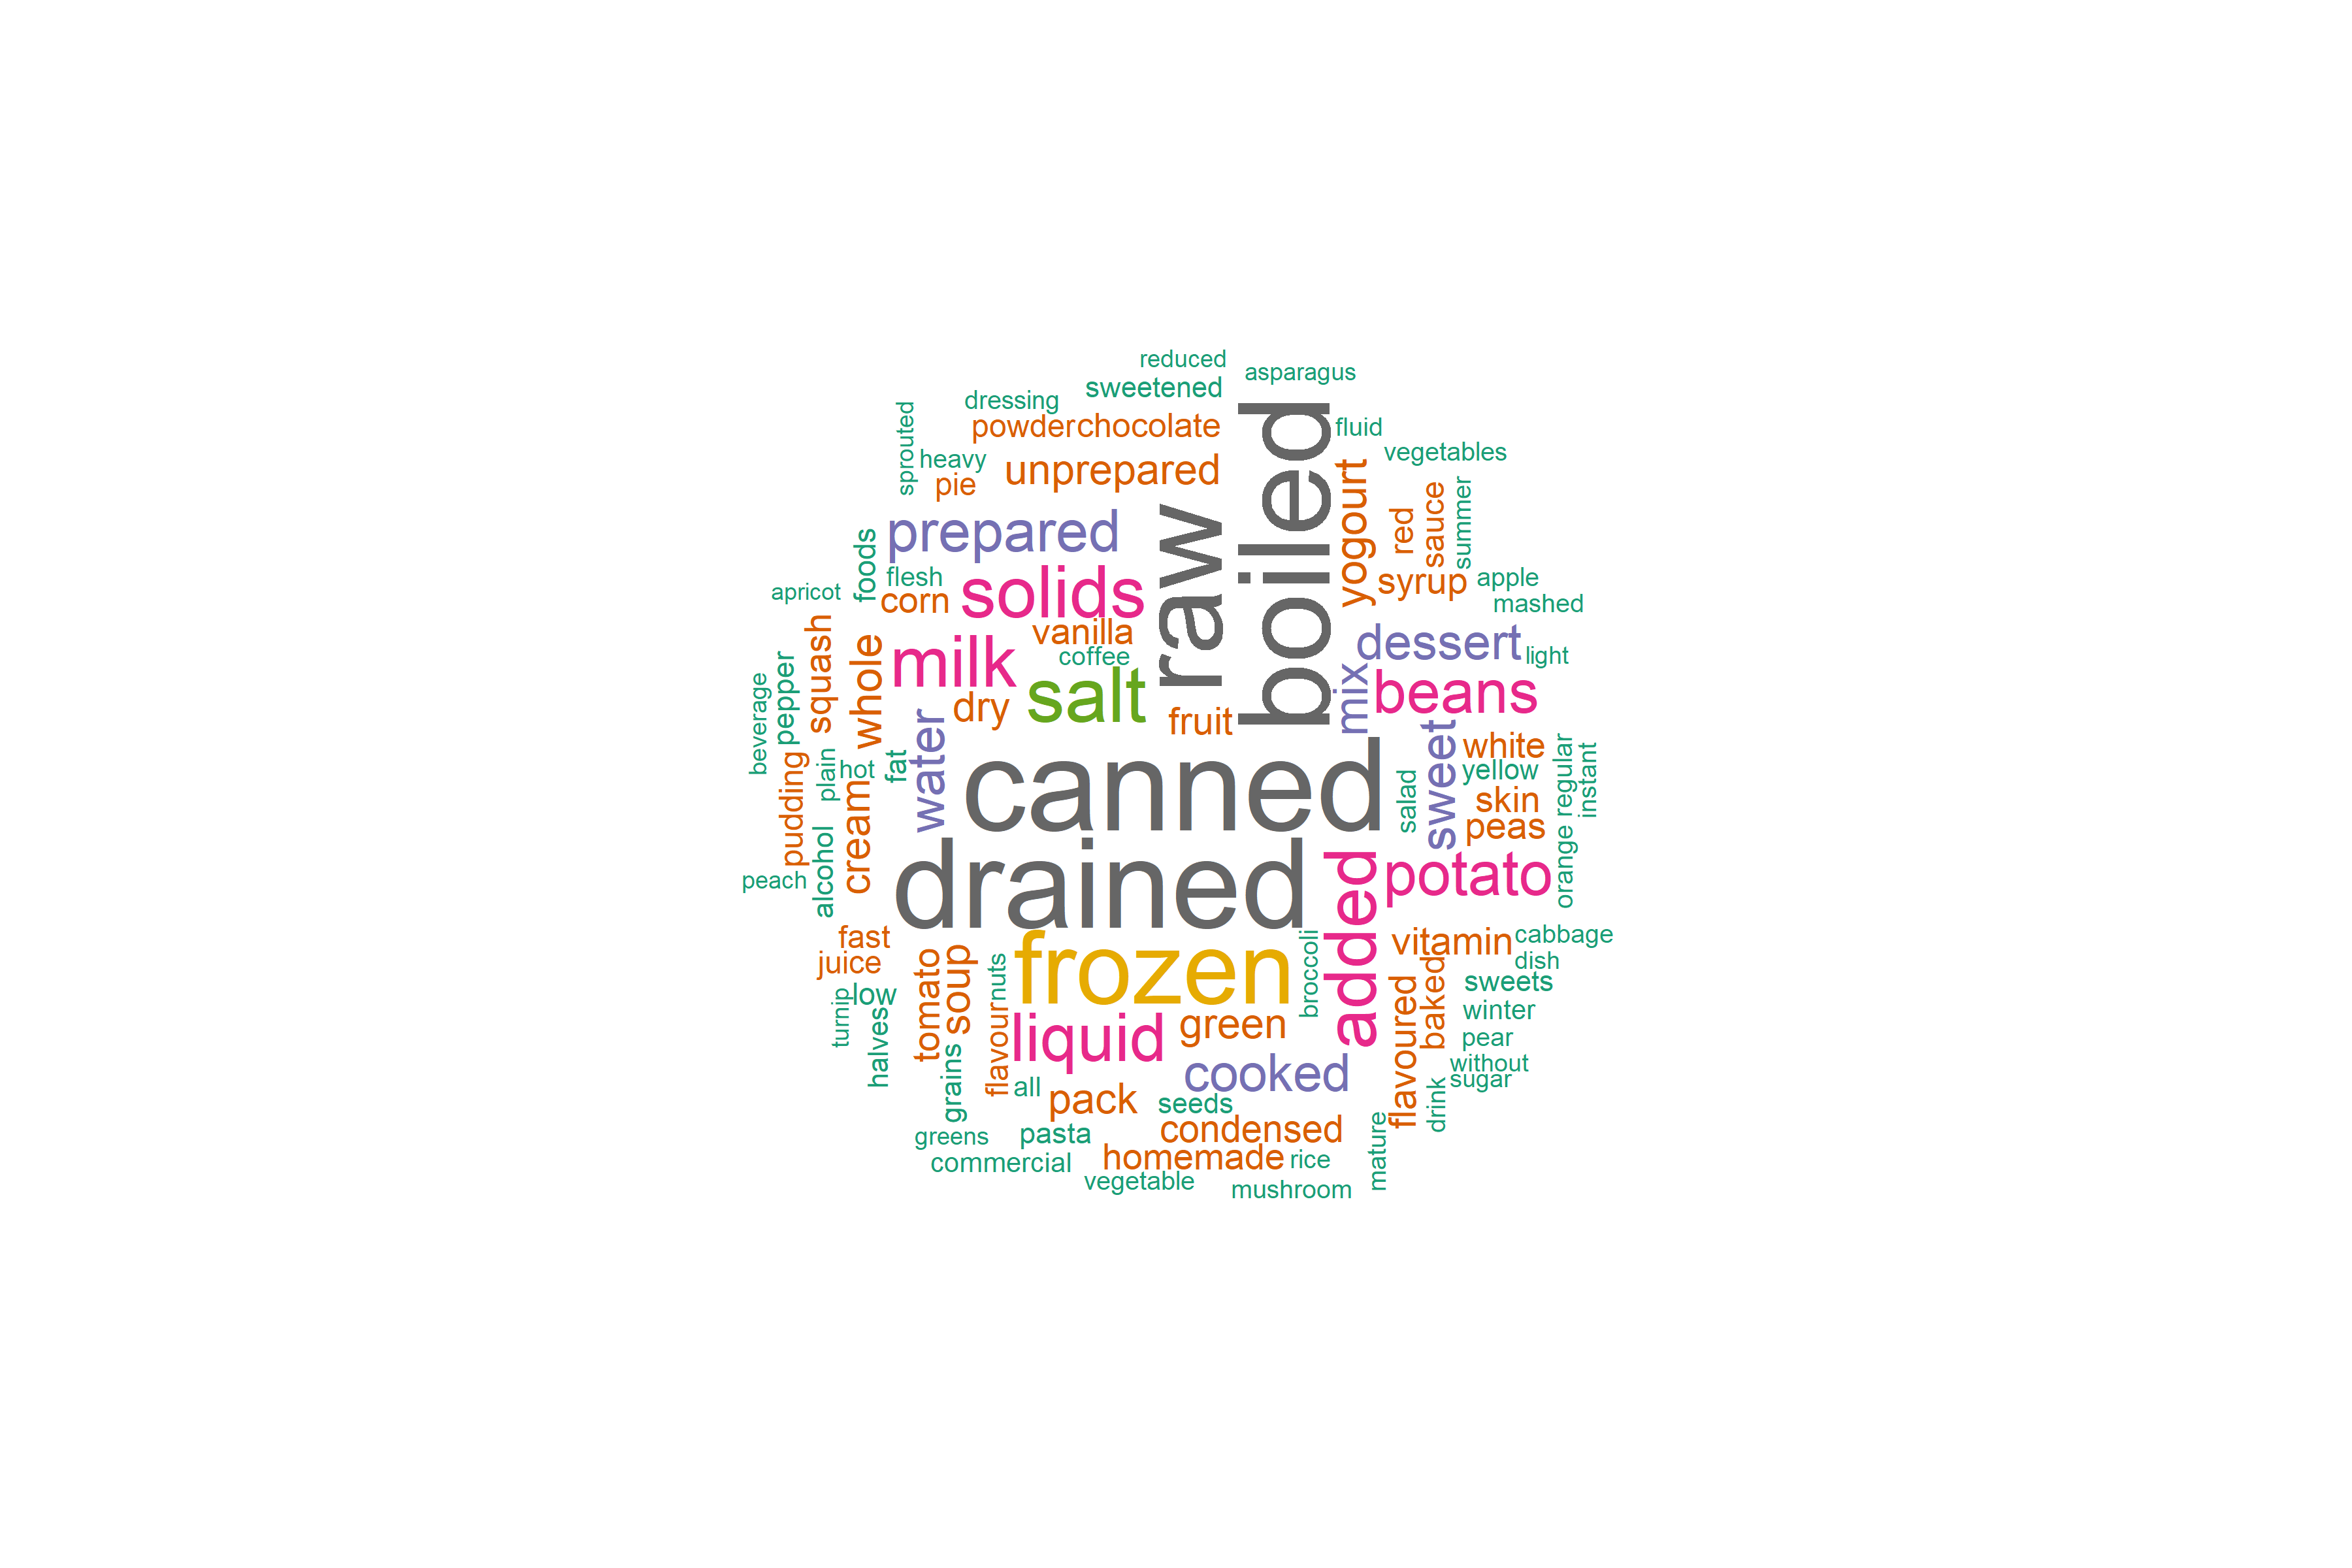 reduced
asparagus
sweetened
dressing
powder
chocolate
fluid
sprouted
heavy
vegetables
pie
unprepared
boiled
raw
yogourt
red
sauce
summer
prepared
foods
flesh
corn
solids
syrup
apple
mashed
apricot
vanilla
coffee
milk
whole
squash
pepper
beverage
salt
dry
fruit
mix
dessert
light
beans
water
fat
hot
plain
pudding
cream
alcohol
peach
canned
sweet
salad
white
yellow
skin
peas
regular
instant
orange
drained
added
potato
fast
juice
low
turnip
halves
tomato
soup
nuts
frozen
broccoli
vitamin
cabbage
dish
sweets
winter
pear
without
sugar
baked
flavoured
drink
flavour
liquid
green
grains
all
cooked
pack
seeds
condensed
greens
pasta
commercial
homemade
rice
mature
vegetable
mushroom